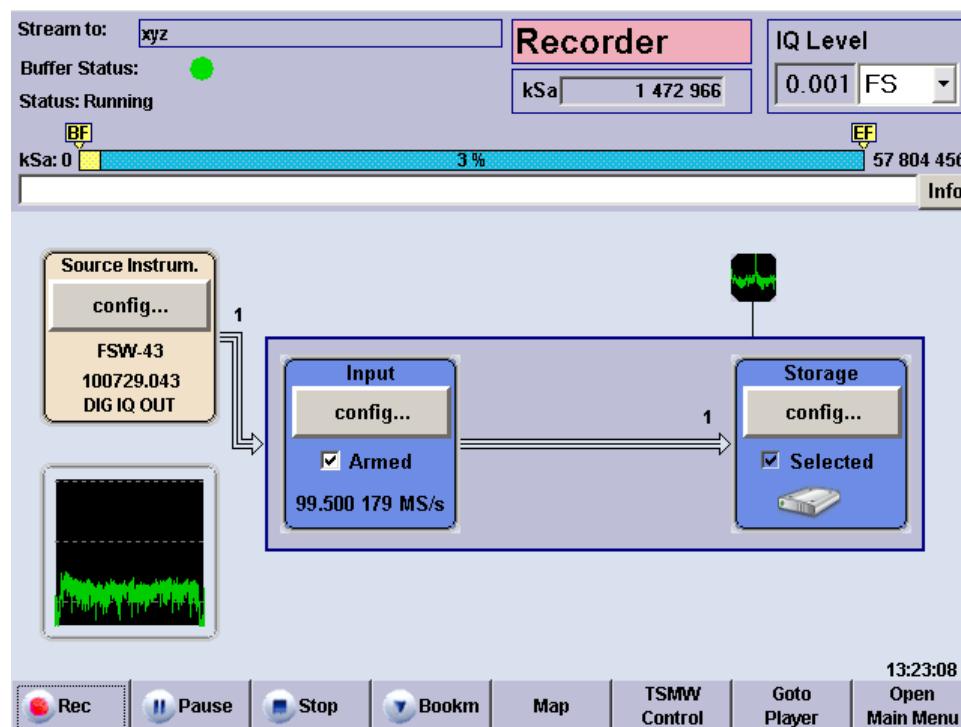 Stream to: xyz
Recorder
IQ Level
Buffer Status:
kSa 1 472 966
0.001 FS
Status: Running
BF
EF
kSa: 0
3 %
57 804 456
Info
Source Instrum.
config...
FSW-43
100729.043
DIG IQ OUT
1
Input
config...
Armed
99.500 179 MS/s
1
Storage
config...
Selected
13:23:08
Rec
Pause
Stop
Bookm
Map
TSMW
Control
Goto
Player
Open
Main Menu